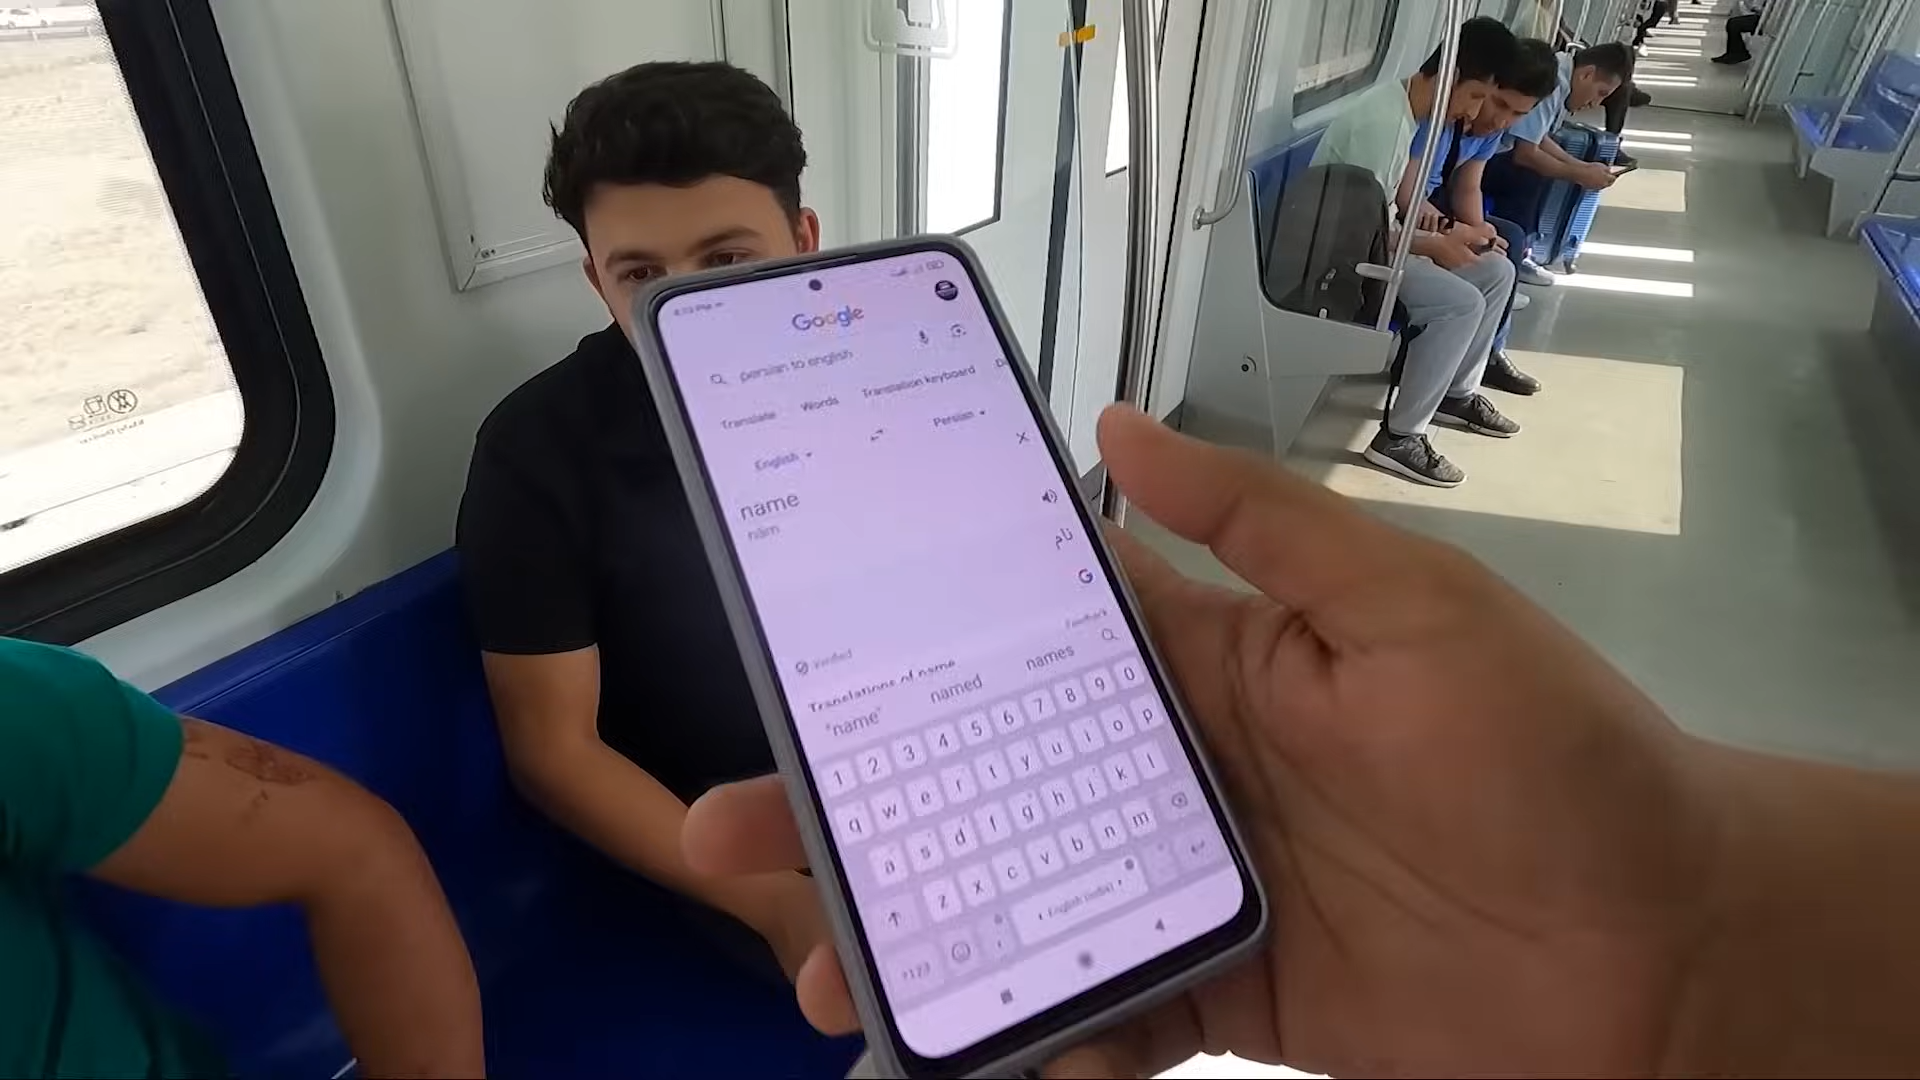 Google
persian to english
Translate Words Translation keyboard
English Persian
name
nām
نام
Feedback
Verified
Translations of name
"name" named names
1 2 3 4 5 6 7 8 9 0
q w e r t y u i o p
a s d f g h j k l
z x c v b n m
?123 , English (India)